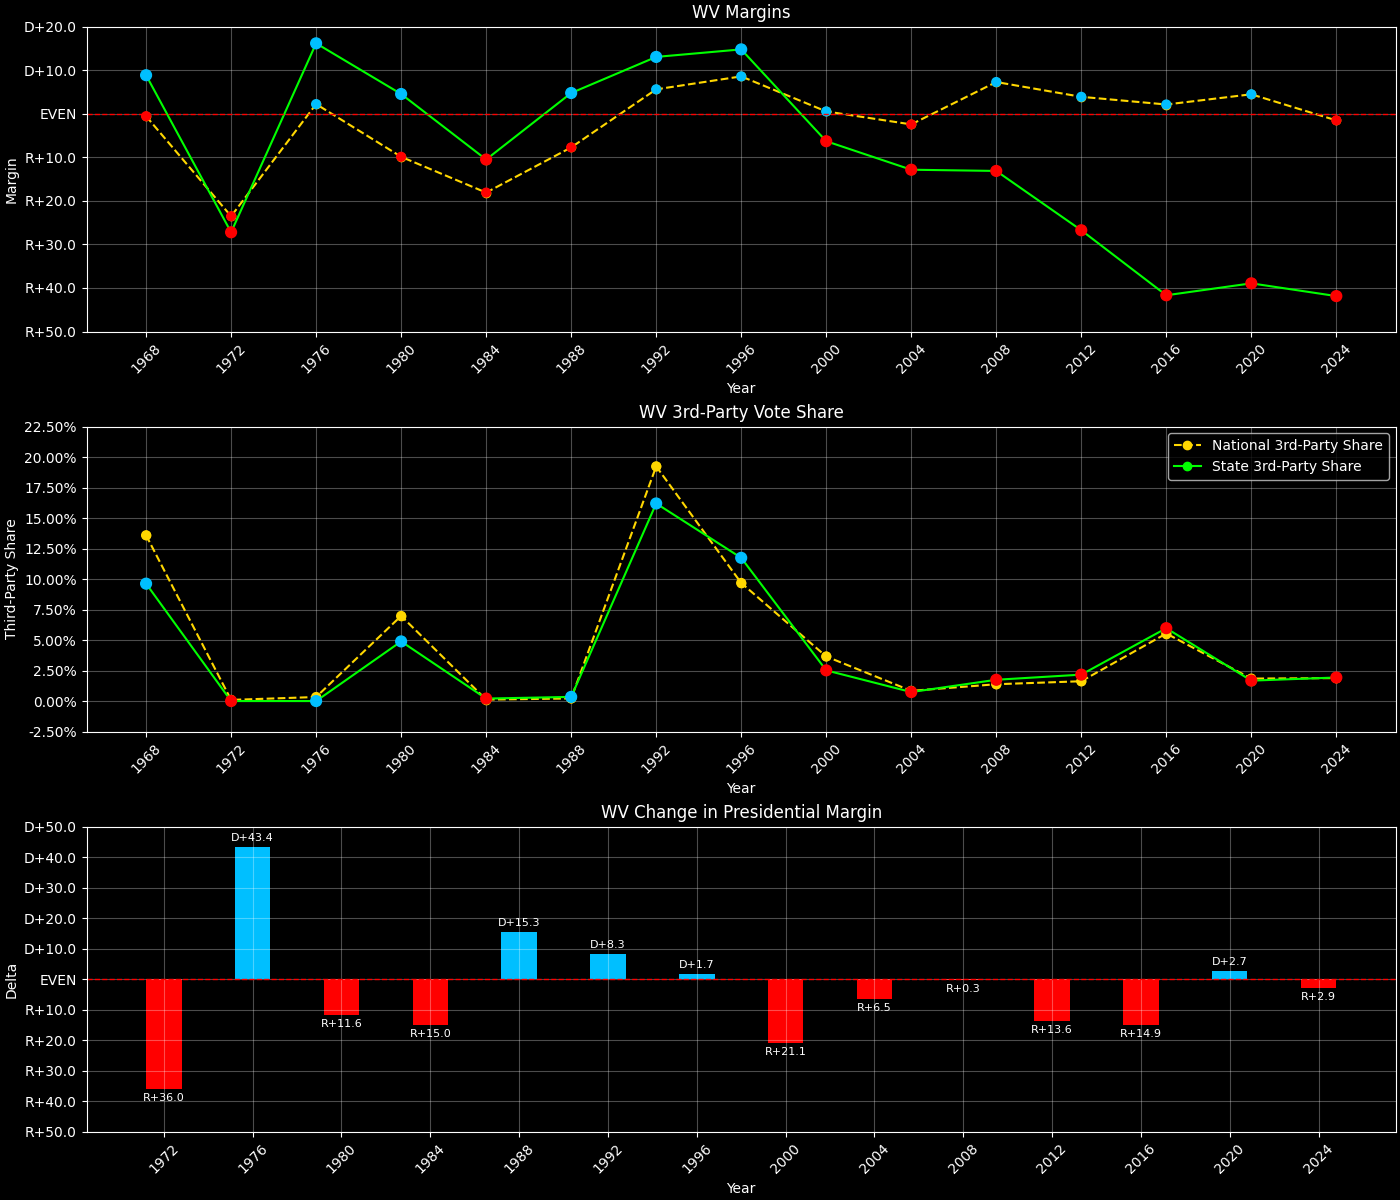 WV Margins
D+20.0
D+10.0
EVEN
R+10.0
R+20.0
R+30.0
R+40.0
R+50.0
Margin
1968 1972 1976 1980 1984 1988 1992 1996 2000 2004 2008 2012 2016 2020 2024
Year
WV 3rd-Party Vote Share
22.50%
20.00%
17.50%
15.00%
12.50%
10.00%
7.50%
5.00%
2.50%
0.00%
-2.50%
Third-Party Share
National 3rd-Party Share
State 3rd-Party Share
1968 1972 1976 1980 1984 1988 1992 1996 2000 2004 2008 2012 2016 2020 2024
Year
WV Change in Presidential Margin
D+50.0
D+40.0
D+30.0
D+20.0
D+10.0
EVEN
R+10.0
R+20.0
R+30.0
R+40.0
R+50.0
Delta
R+36.0
D+43.4
R+11.6
R+15.0
D+15.3
D+8.3
D+1.7
R+21.1
R+6.5
R+0.3
R+13.6
R+14.9
D+2.7
R+2.9
1972 1976 1980 1984 1988 1992 1996 2000 2004 2008 2012 2016 2020 2024
Year